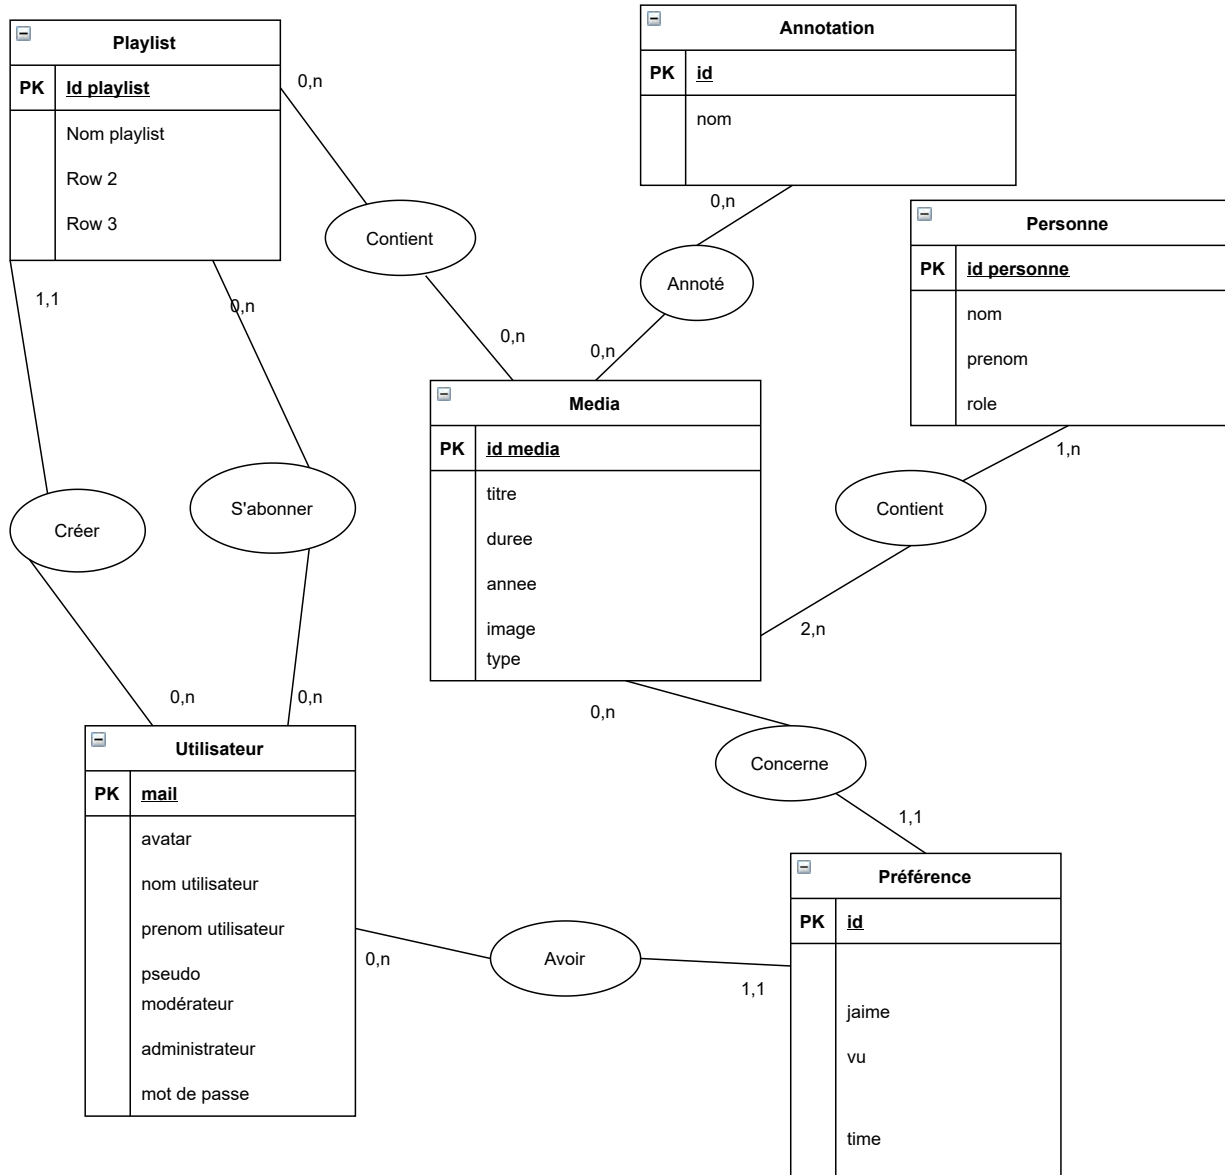 Playlist
PK Id playlist
Nom playlist
Row 2
Row 3
0,n
Contient
0,n
1,1
0,n
Créer
S'abonner
0,n
0,n
Annotation
PK id
nom
0,n
Annoté
0,n
Personne
PK id personne
nom
prenom
role
1,n
Contient
2,n
Media
PK id media
titre
duree
annee
image
type
0,n
Concerne
1,1
Utilisateur
PK mail
avatar
nom utilisateur
prenom utilisateur
pseudo
modérateur
administrateur
mot de passe
0,n
Avoir
1,1
Préférence
PK id
jaime
vu
time